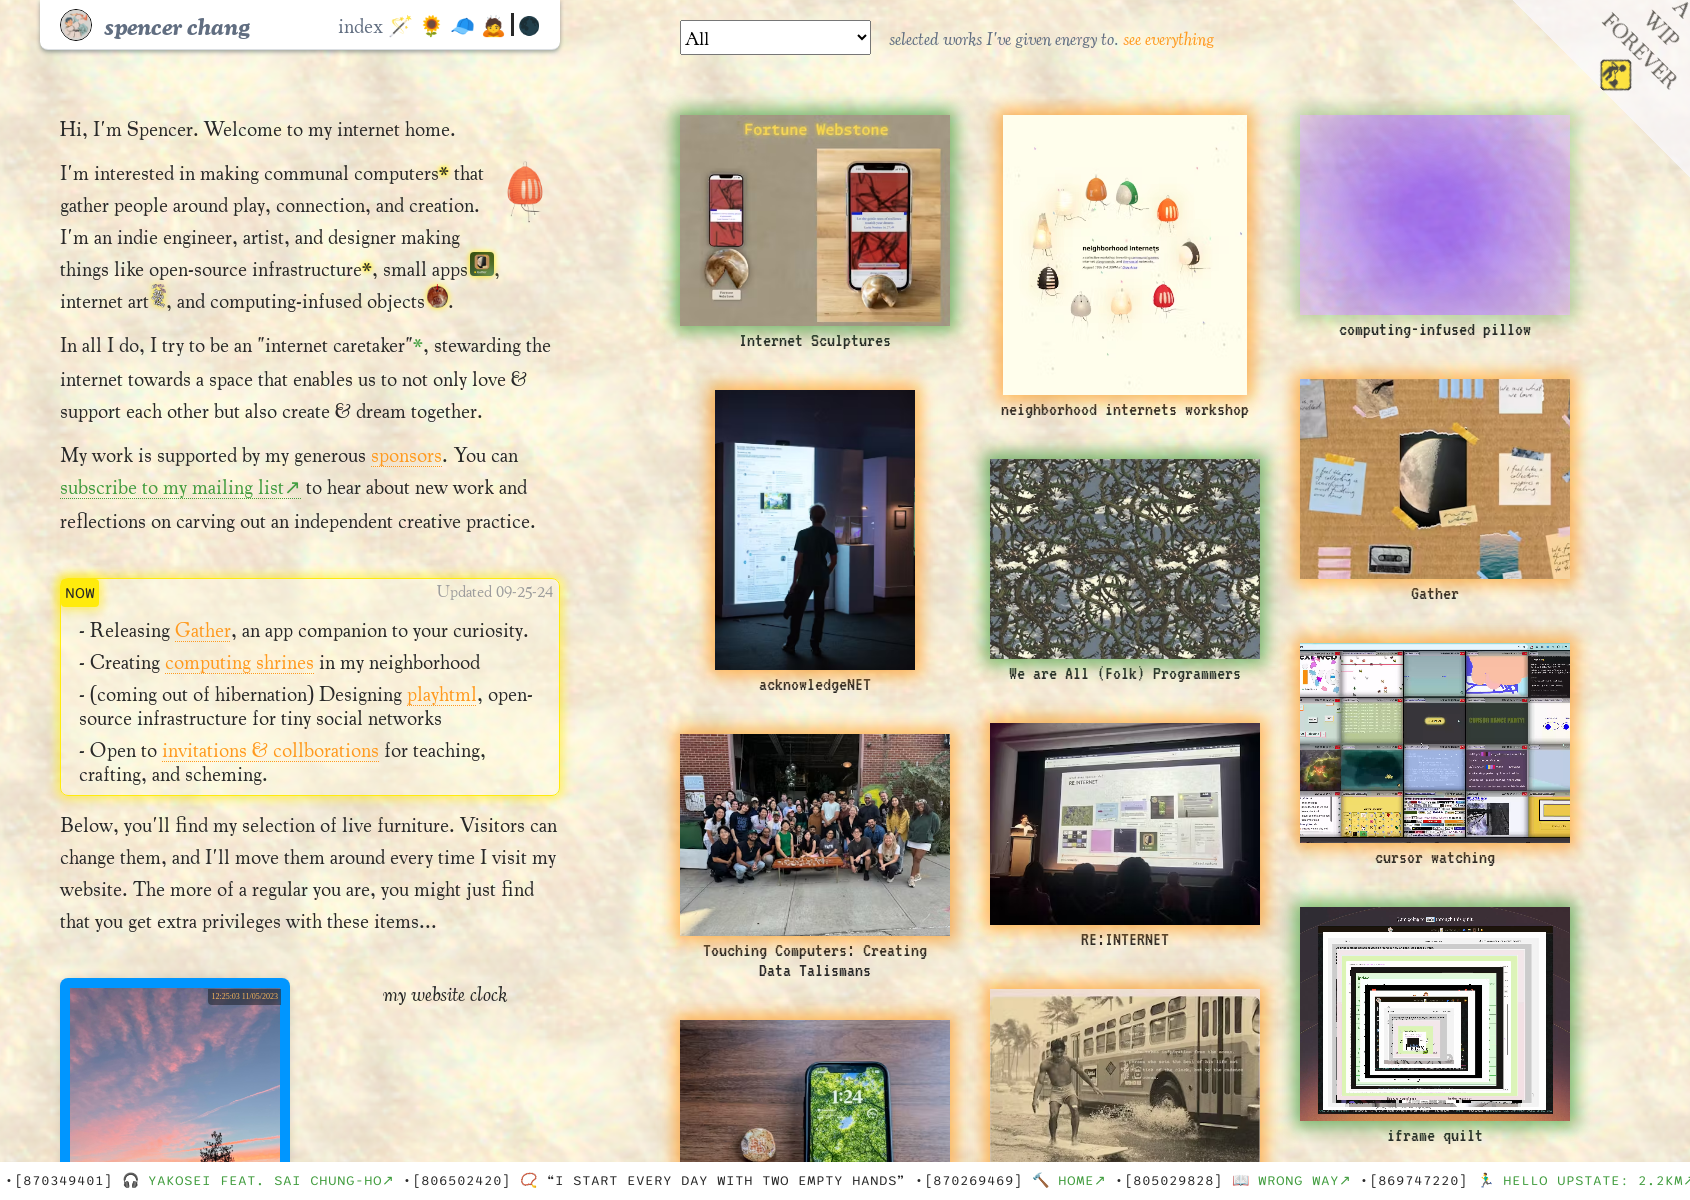 spencer chang
index
All
selected works I've given energy to. see everything
A
WIP
FOREVER
Hi, I'm Spencer. Welcome to my internet home.
I'm interested in making communal computers* that
gather people around play, connection, and creation.
I'm an indie engineer, artist, and designer making
things like open-source infrastructure*, small apps,
internet art, and computing-infused objects.
In all I do, I try to be an "internet caretaker"*, stewarding the
internet towards a space that enables us to not only love &
support each other but also create & dream together.
My work is supported by my generous sponsors. You can
subscribe to my mailing list↗ to hear about new work and
reflections on carving out an independent creative practice.
NOW
Updated 09-25-24
- Releasing Gather, an app companion to your curiosity.
- Creating computing shrines in my neighborhood
- (coming out of hibernation) Designing playhtml, open-
source infrastructure for tiny social networks
- Open to invitations & collborations for teaching,
crafting, and scheming.
Below, you'll find my selection of live furniture. Visitors can
change them, and I'll move them around every time I visit my
website. The more of a regular you are, you might just find
that you get extra privileges with these items...
12:25:03 11/05/2023
my website clock
Fortune Webstone
Internet Sculptures
acknowledgeNET
Touching Computers: Creating
Data Talismans
1:24
neighborhood internets
neighborhood internets workshop
We are All (Folk) Programmers
RE:INTERNET
RE:INTERNET
computing-infused pillow
Gather
CURSOR DANCE PARTY!
cursor watching
iframe quilt
•[870349401] 🎧 YAKOSEI FEAT. SAI CHUNG-HO↗ •[806502420] 📿 “I START EVERY DAY WITH TWO EMPTY HANDS” •[870269469] 🔨 HOME↗ •[805029828] 📖 WRONG WAY↗ •[869747220] 🏃‍♂️ HELLO UPSTATE: 2.2KM↗